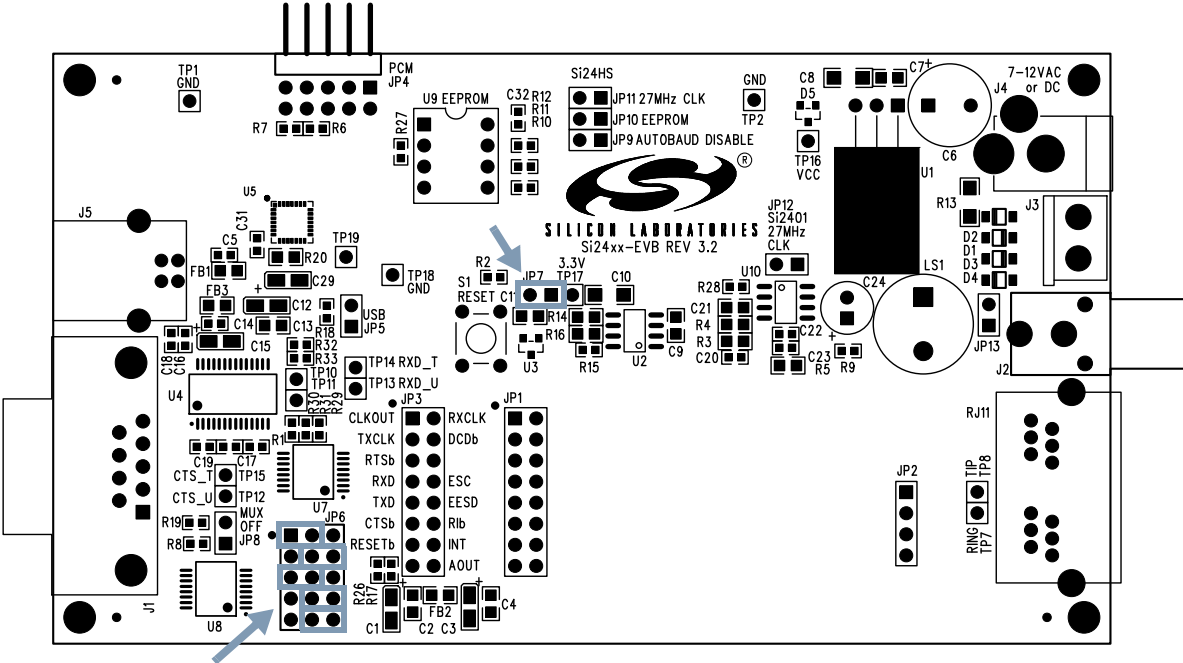 TP1
GND
PCM
JP4
R7
R6
U9 EEPROM
R27
C32
R12
R11
R10
Si24HS
JP11 27MHz CLK
JP10 EEPROM
JP9 AUTOBAUD DISABLE
GND
TP2
C8
D5
C7
+
TP16
VCC
C6
7-12VAC
or DC
J4
U1
R13
J3
D2
D1
D3
D4
®
SILICON LABORATORIES
Si24xx-EVB REV 3.2
JP12
Si2401
27MHz
CLK
U10
C24
LS1
+
J5
U5
C31
C5
FB1
R20
TP19
C29
TP18
GND
FB3
+
C12
C14
C13
+
C15
C18
C16
R18
R32
R33
USB
JP5
TP10
TP11
TP14 RXD_T
TP13 RXD_U
S1
RESET
R2
JP7
3.3V
TP17
C10
C11
R14
R16
R15
U3
U2
C9
R28
C21
R4
R3
C20
C22
C23
R5
R9
JP13
J2
U4
R30
R31
R29
R1
C19
C17
CTS_T
TP15
CTS_U
TP12
R19
R8
MUX
OFF
JP8
U7
JP6
U8
J1
JP3
JP1
CLKOUT
RXCLK
TXCLK
DCDb
RTSb
RXD
ESC
TXD
EESD
CTSb
RIb
RESETb
INT
AOUT
R26
R17
C1
+
C2
FB2
C3
+
C4
JP2
RJ11
TIP
TP8
RING
TP7